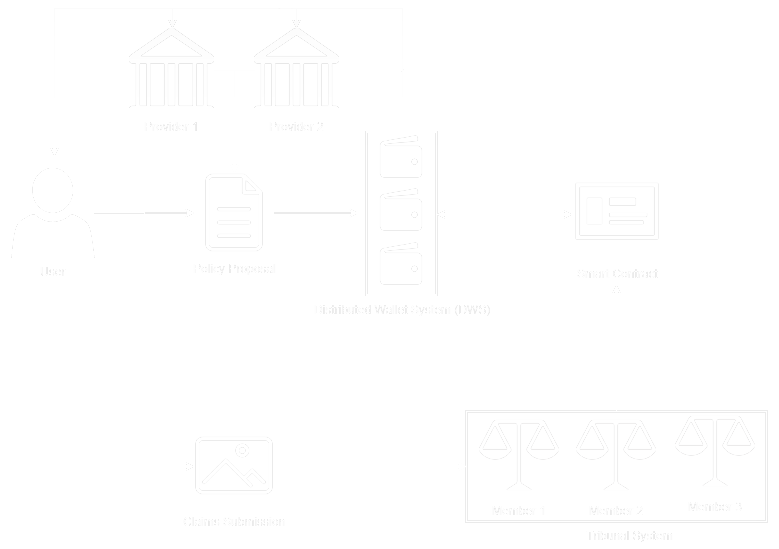 Provider 1
Provider 2
User
Policy Proposal
Distributed Wallet System (DWS)
Smart Contract
Claims Submission
Member 1
Member 2
Member 3
Tribunal System